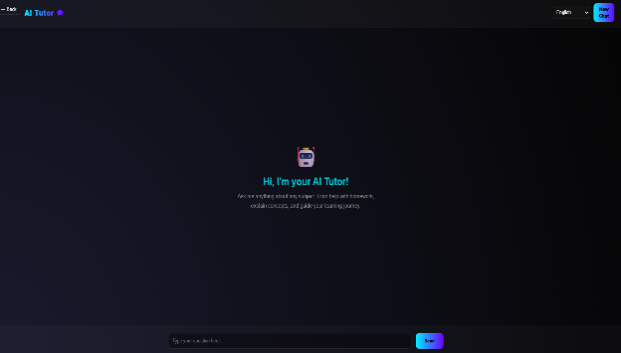 ← Back
AI Tutor
English
New
Chat
Hi, I'm your AI Tutor!
Ask me anything about any subject. I can help with homework,
explain concepts, and guide your learning journey.
Type your question here...
Send